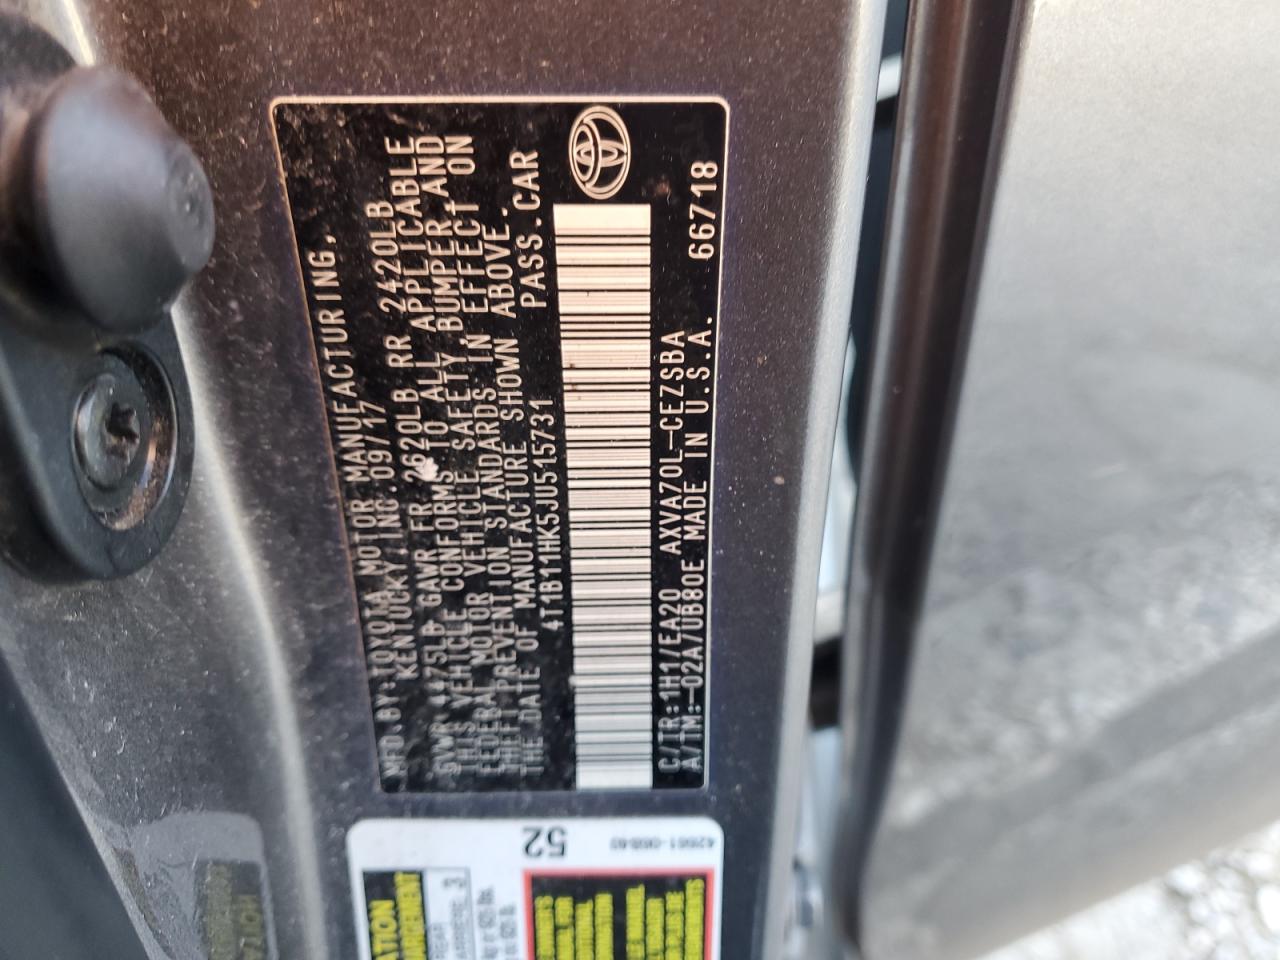 MFD.BY:TOYOTA MOTOR MANUFACTURING,
KENTUCKY,INC. 09/17
GVWR 4475LB GAWR FR 2620LB RR 2420LB
THIS VEHICLE CONFORMS TO ALL APPLICABLE
FEDERAL MOTOR VEHICLE SAFETY,BUMPER,AND
THEFT PREVENTION STANDARDS IN EFFECT ON
THE DATE OF MANUFACTURE SHOWN ABOVE.
4T1B11HK5JU515731 PASS.CAR
C/TR:1H1/EA20 AXVA70L-CEZSBA
A/TM:-02A/UB80E MADE IN U.S.A. 66718
52
3
REAR